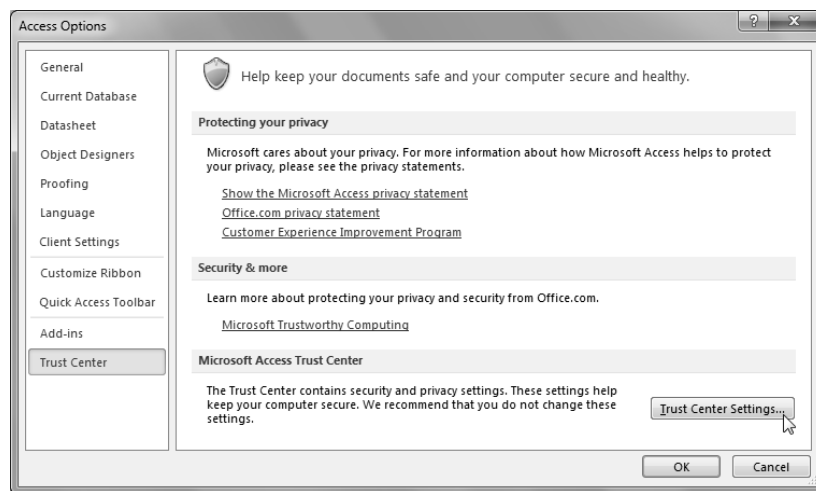 Access Options
General
Current Database
Datasheet
Object Designers
Proofing
Language
Client Settings
Customize Ribbon
Quick Access Toolbar
Add-ins
Trust Center
Help keep your documents safe and your computer secure and healthy.
Protecting your privacy
Microsoft cares about your privacy. For more information about how Microsoft Access helps to protect
your privacy, please see the privacy statements.
Show the Microsoft Access privacy statement
Office.com privacy statement
Customer Experience Improvement Program
Security & more
Learn more about protecting your privacy and security from Office.com.
Microsoft Trustworthy Computing
Microsoft Access Trust Center
The Trust Center contains security and privacy settings. These settings help
keep your computer secure. We recommend that you do not change these
settings.
Trust Center Settings...
OK
Cancel